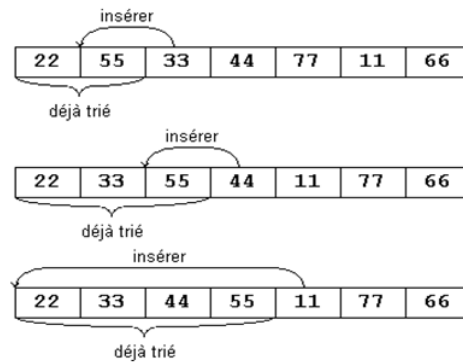 insérer
22 55 33 44 77 11 66
déjà trié
insérer
22 33 55 44 11 77 66
déjà trié
insérer
22 33 44 55 11 77 66
déjà trié